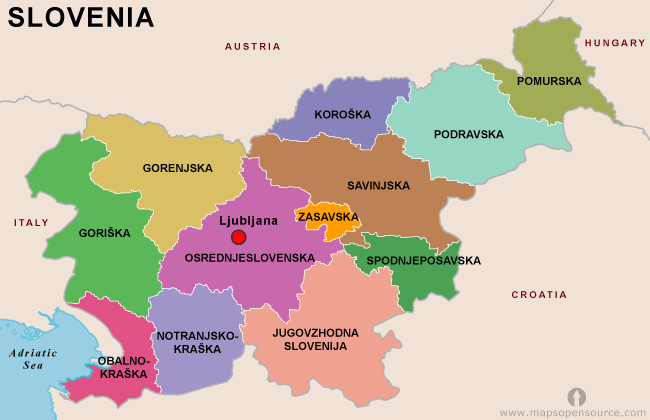 SLOVENIA
AUSTRIA
HUNGARY
POMURSKA
KOROŠKA
PODRAVSKA
GORENJSKA
SAVINJSKA
ITALY
GORIŠKA
Ljubljana
ZASAVSKA
OSREDNJESLOVENSKA
SPODNJEPOSAVSKA
CROATIA
Adriatic
Sea
OBALNO-
KRAŠKA
NOTRANJSKO-
KRAŠKA
JUGOVZHODNA
SLOVENIJA
www.mapsopensource.com